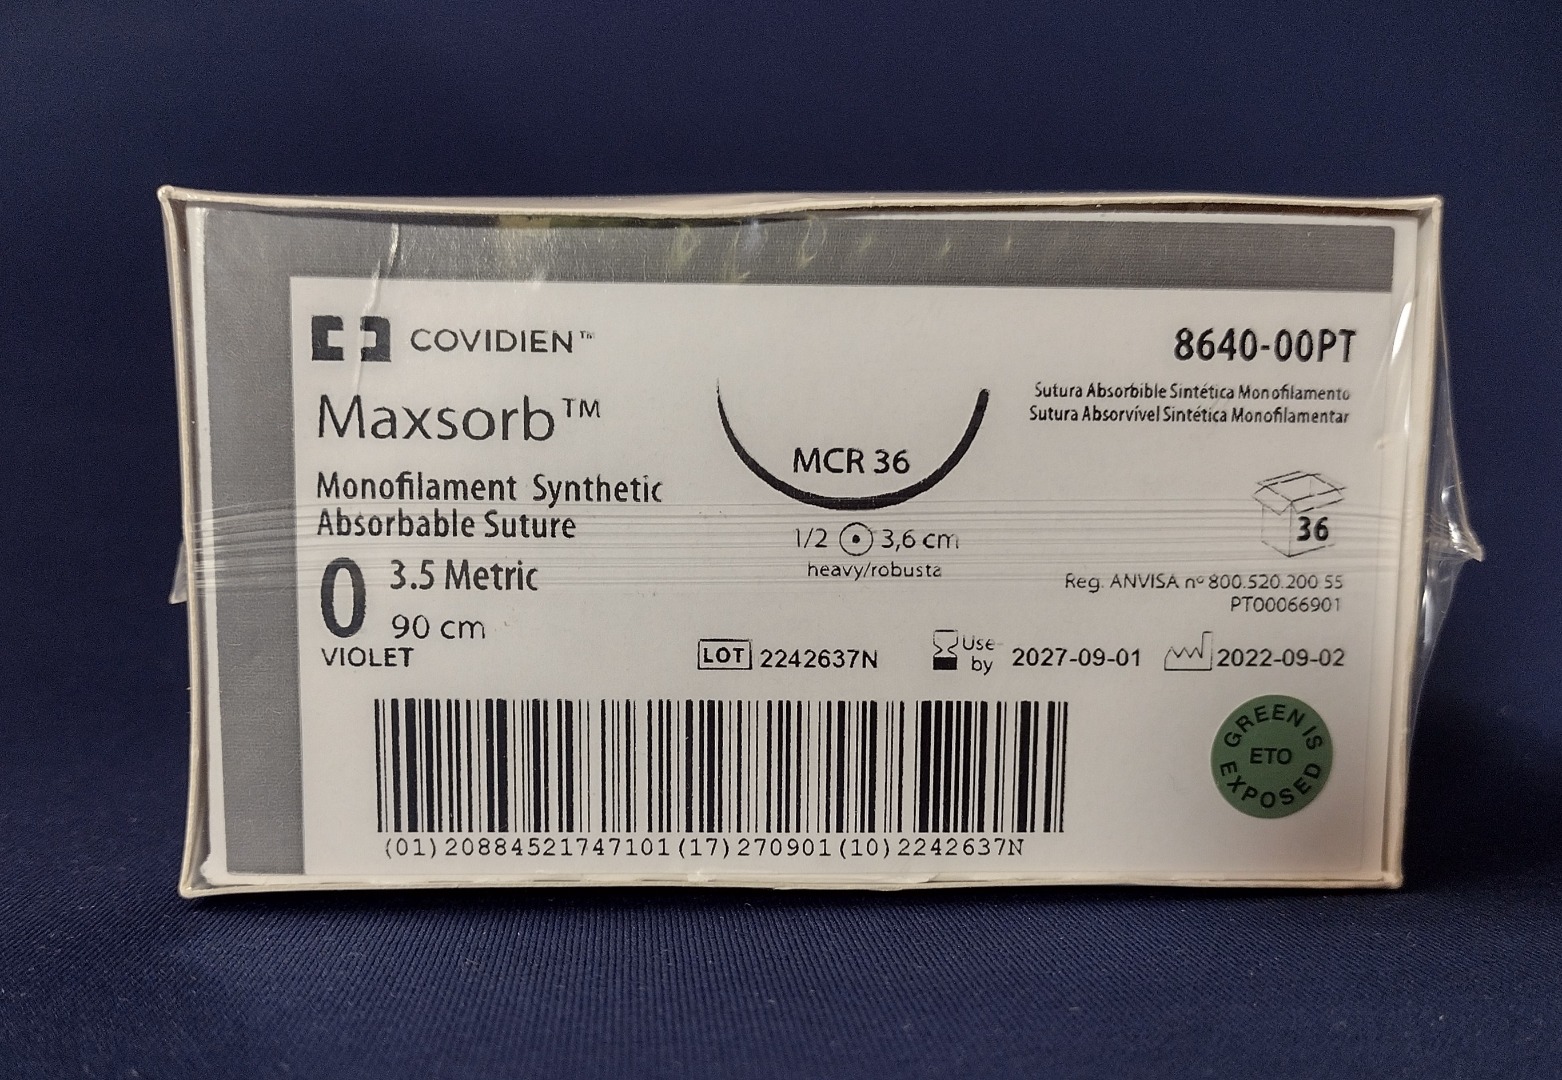 COVIDIEN™
8640-00PT
Maxsorb™
Sutura Absorbible Sintética Monofilamento
Sutura Absorvível Sintética Monofilamentar
MCR 36
Monofilament Synthetic
Absorbable Suture
1/2 3,6 cm
heavy/robusta
36
0 3.5 Metric
90 cm
VIOLET
Reg. ANVISA nº 800.520.200 55
PT00066901
LOT 2242637N
Use by 2027-09-01
2022-09-02
GREEN IS
ETO
EXPOSED
(01)20884521747101(17)270901(10)2242637N